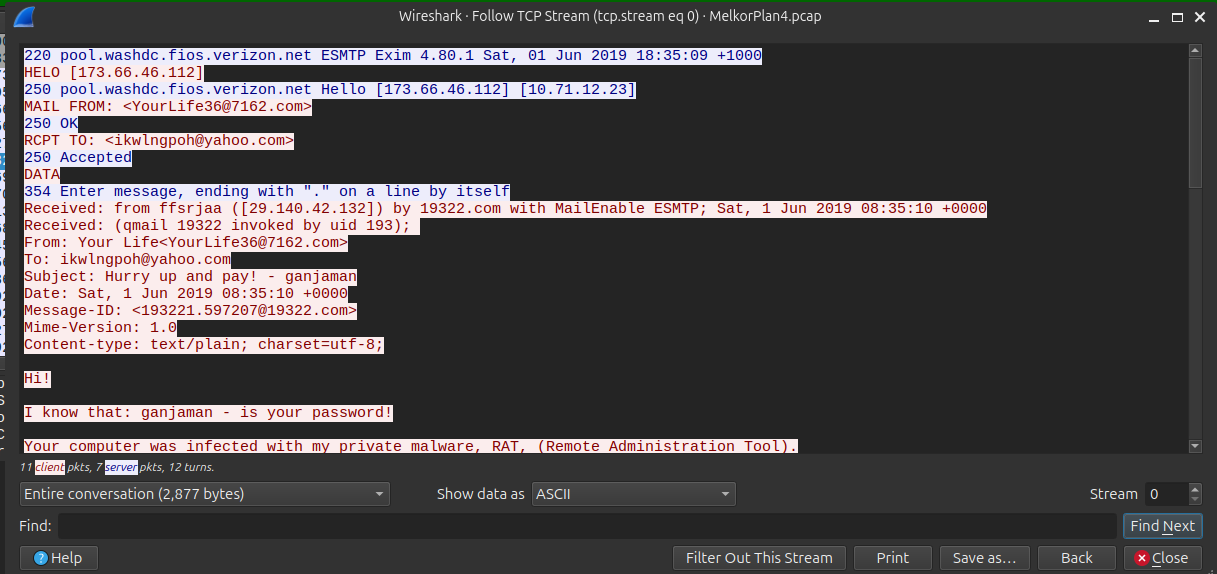 Wireshark · Follow TCP Stream (tcp.stream eq 0) · MelkorPlan4.pcap
220 pool.washdc.fios.verizon.net ESMTP Exim 4.80.1 Sat, 01 Jun 2019 18:35:09 +1000
HELO [173.66.46.112]
250 pool.washdc.fios.verizon.net Hello [173.66.46.112] [10.71.12.23]
MAIL FROM: <YourLife36@7162.com>
250 OK
RCPT TO: <ikwlngpoh@yahoo.com>
250 Accepted
DATA
354 Enter message, ending with "." on a line by itself
Received: from ffsrjaa ([29.140.42.132]) by 19322.com with MailEnable ESMTP; Sat, 1 Jun 2019 08:35:10 +0000
Received: (qmail 19322 invoked by uid 193);
From: Your Life<YourLife36@7162.com>
To: ikwlngpoh@yahoo.com
Subject: Hurry up and pay! - ganjaman
Date: Sat, 1 Jun 2019 08:35:10 +0000
Message-ID: <193221.597207@19322.com>
Mime-Version: 1.0
Content-type: text/plain; charset=utf-8;
Hi!
I know that: ganjaman - is your password!
Your computer was infected with my private malware, RAT, (Remote Administration Tool).
11 client pkts, 7 server pkts, 12 turns.
Entire conversation (2,877 bytes) Show data as ASCII Stream 0
Find: Find Next
Help Filter Out This Stream Print Save as… Back Close